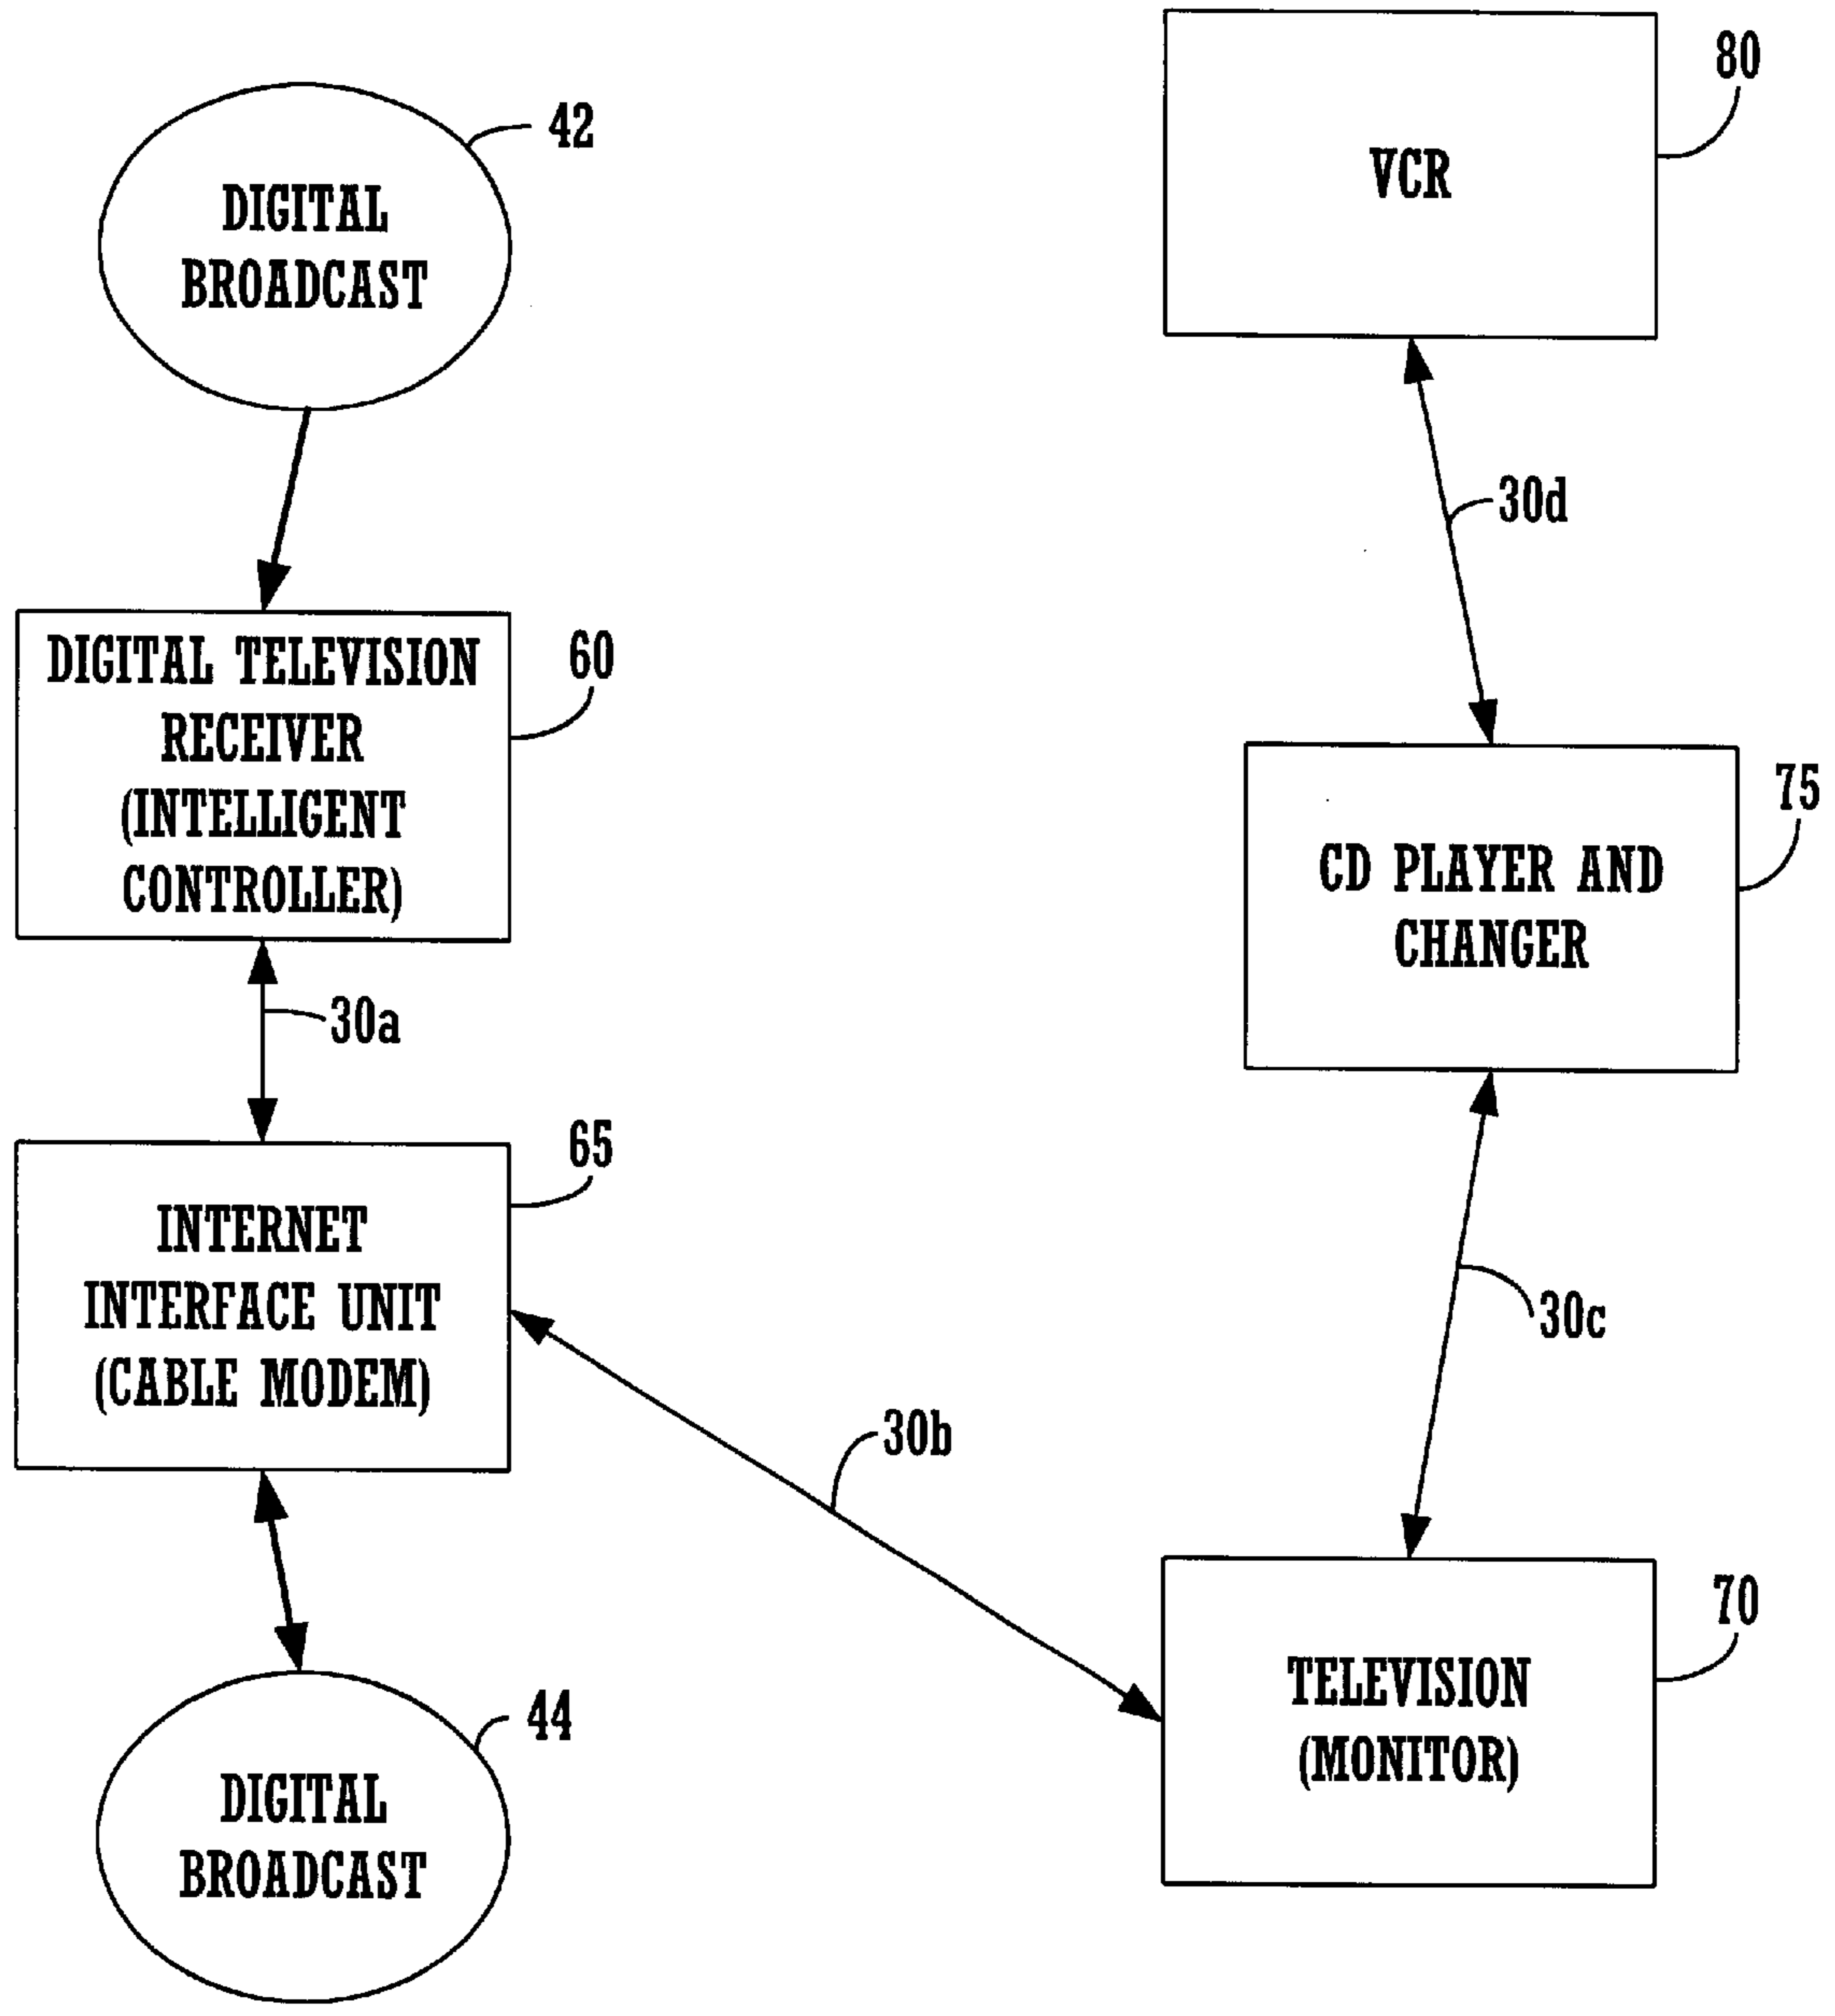 42
DIGITAL
BROADCAST
DIGITAL TELEVISION
RECEIVER
(INTELLIGENT
CONTROLLER)
60
30a
65
INTERNET
INTERFACE UNIT
(CABLE MODEM)
30b
44
DIGITAL
BROADCAST
80
VCR
30d
75
CD PLAYER AND
CHANGER
30c
70
TELEVISION
(MONITOR)